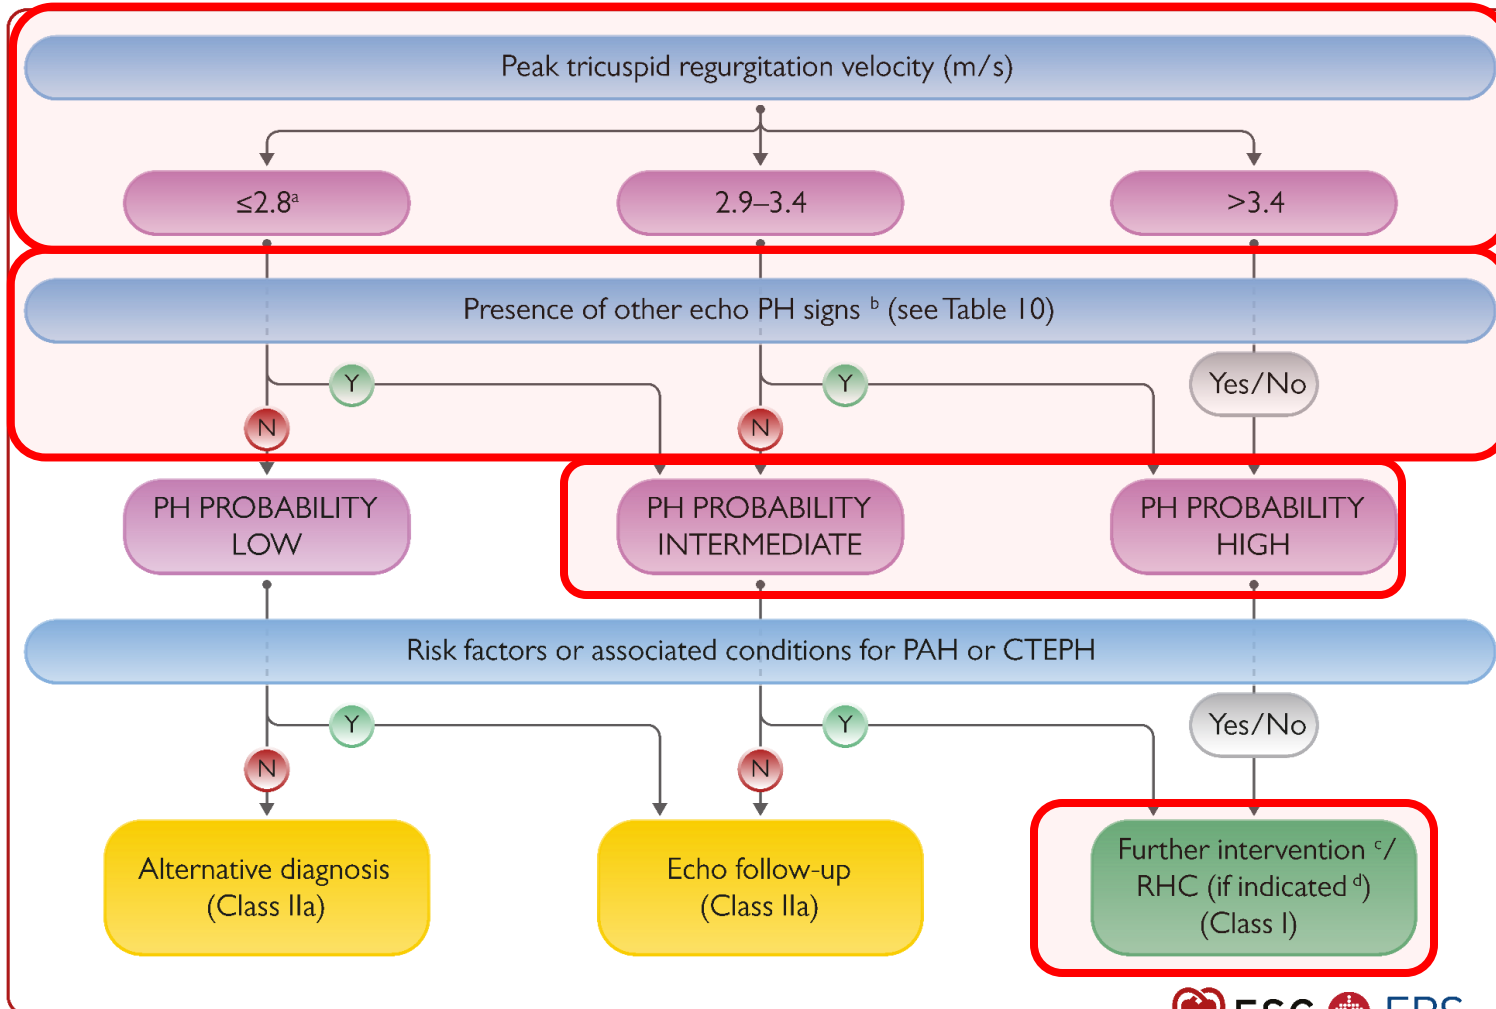 Peak tricuspid regurgitation velocity (m/s)
≤2.8ª
2.9–3.4
>3.4
Presence of other echo PH signs ᵇ (see Table 10)
Y
Y
Yes/No
N
N
PH PROBABILITY
LOW
PH PROBABILITY
INTERMEDIATE
PH PROBABILITY
HIGH
Risk factors or associated conditions for PAH or CTEPH
Y
Y
Yes/No
N
N
Alternative diagnosis
(Class IIa)
Echo follow-up
(Class IIa)
Further intervention ᶜ/
RHC (if indicated ᵈ)
(Class I)
ESC
ERS